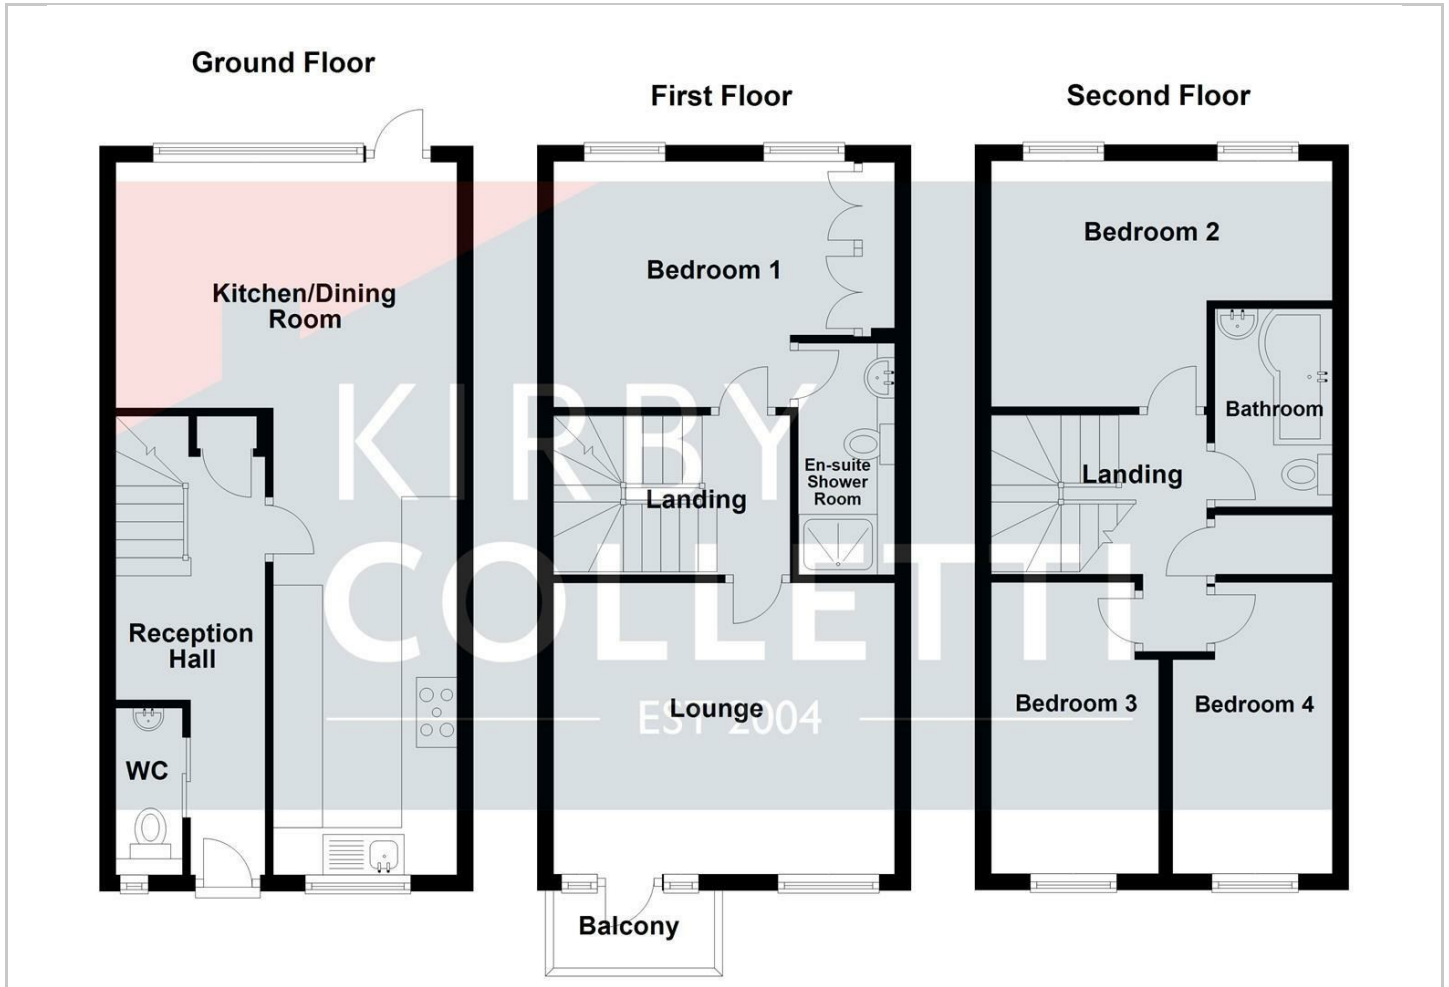 Ground Floor
First Floor
Second Floor
Kitchen/Dining
Room
Reception
Hall
WC
Bedroom 1
Landing
En-suite
Shower
Room
Lounge
Balcony
Bedroom 2
Bathroom
Landing
Bedroom 3
Bedroom 4
KIRBY
COLLETTI
EST 2004